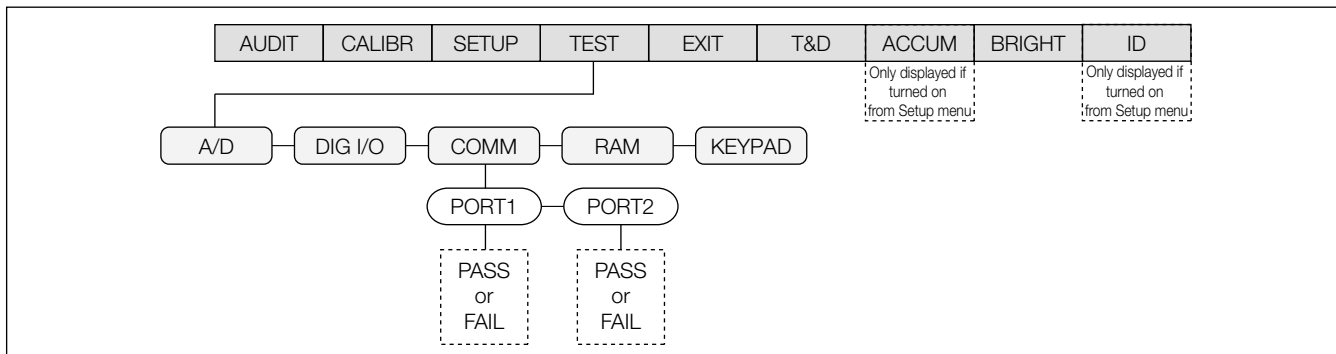 AUDIT CALIBR SETUP TEST EXIT T&D ACCUM BRIGHT ID
Only displayed if
turned on
from Setup menu
Only displayed if
turned on
from Setup menu
A/D DIG I/O COMM RAM KEYPAD
PORT1 PORT2
PASS
or
FAIL
PASS
or
FAIL